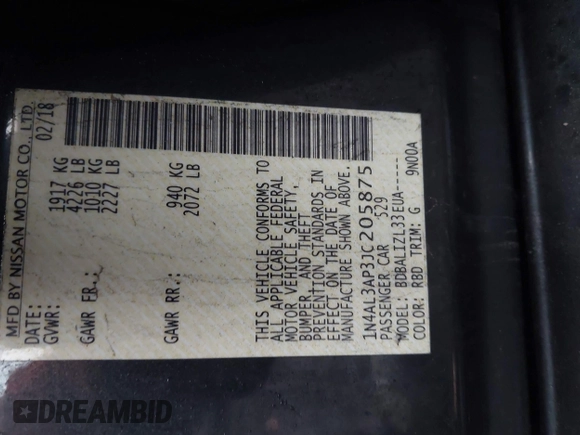 MFD BY NISSAN MOTOR CO., LTD.
DATE: 02/18
GVWR: 1917 KG
4226 LB
GAWR FR.: 1010 KG
2227 LB
GAWR RR.: 940 KG
2072 LB
THIS VEHICLE CONFORMS TO
ALL APPLICABLE FEDERAL
MOTOR VEHICLE SAFETY,
BUMPER, AND THEFT
PREVENTION STANDARDS IN
EFFECT ON THE DATE OF
MANUFACTURE SHOWN ABOVE.
1N4AL3AP3JC205875
PASSENGER CAR 529
MODEL: BDBALIZL33EUA-----
COLOR: RBD TRIM: G 9N00A
DREAMBID